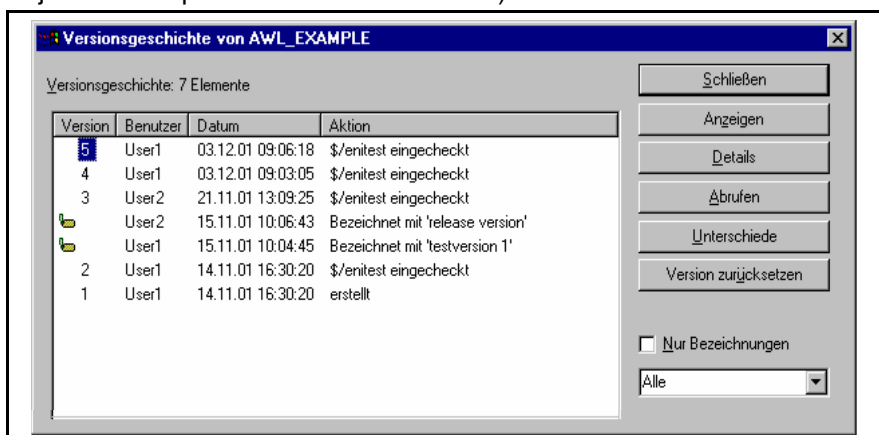 Versionsgeschichte von AWL_EXAMPLE
Versionsgeschichte: 7 Elemente
Version Benutzer Datum Aktion
5 User1 03.12.01 09:06:18 $/enitest eingecheckt
4 User1 03.12.01 09:03:05 $/enitest eingecheckt
3 User2 21.11.01 13:09:25 $/enitest eingecheckt
User2 15.11.01 10:06:43 Bezeichnet mit 'release version'
User1 15.11.01 10:04:45 Bezeichnet mit 'testversion 1'
2 User1 14.11.01 16:30:20 $/enitest eingecheckt
1 User1 14.11.01 16:30:20 erstellt
Schließen
Anzeigen
Details
Abrufen
Unterschiede
Version zurücksetzen
Nur Bezeichnungen
Alle